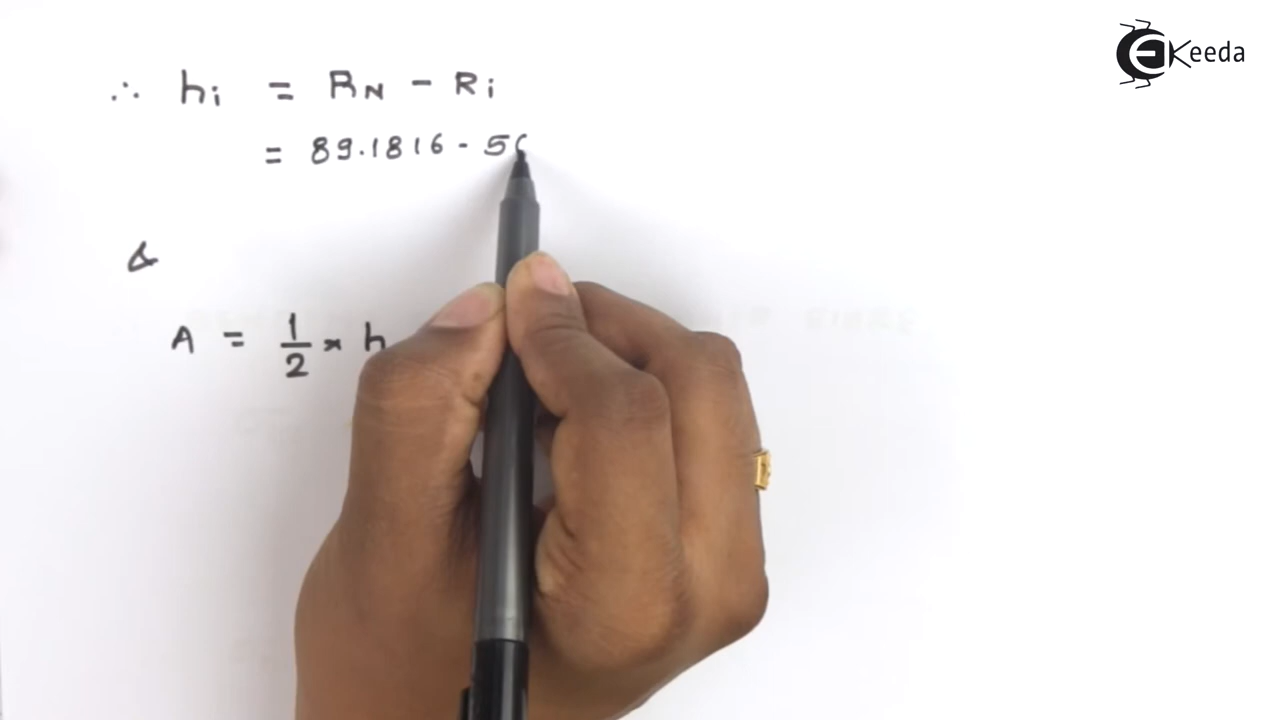 Keeda
∴ hi = RN - Ri
= 89.1816 - 5
&
A = 1/2 × h